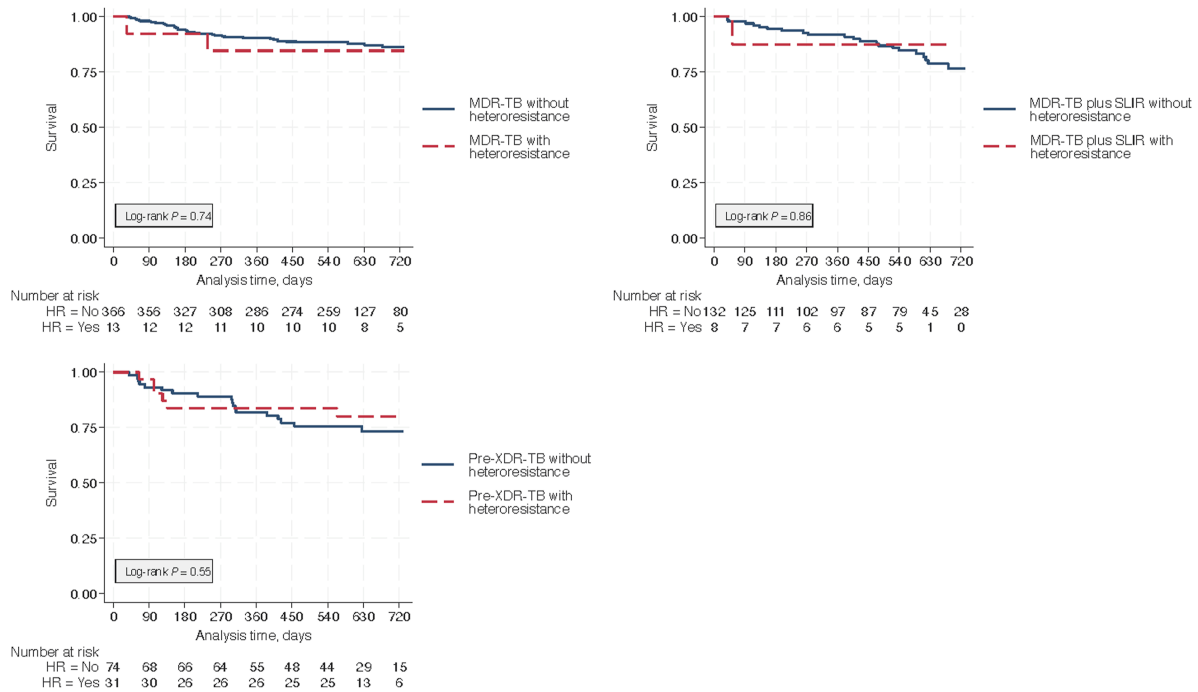 1.00
0.75
0.50
0.25
0.00
Survival
Log-rank P = 0.74
0 90 180 270 360 450 540 630 720
Analysis time, days
MDR-TB without
heteroresistance
MDR-TB with
heteroresistance
Number at risk
HR = No 366 356 327 308 286 274 259 127 80
HR = Yes 13 12 12 11 10 10 10 8 5
1.00
0.75
0.50
0.25
0.00
Survival
Log-rank P = 0.86
0 90 180 270 360 450 540 630 720
Analysis time, days
MDR-TB plus SLIR without
heteroresistance
MDR-TB plus SLIR with
heteroresistance
Number at risk
HR = No 132 125 111 102 97 87 79 45 28
HR = Yes 8 7 7 6 6 5 5 1 0
1.00
0.75
0.50
0.25
0.00
Survival
Log-rank P = 0.55
0 90 180 270 360 450 540 630 720
Analysis time, days
Pre-XDR-TB without
heteroresistance
Pre-XDR-TB with
heteroresistance
Number at risk
HR = No 74 68 66 64 55 48 44 29 15
HR = Yes 31 30 26 26 26 25 25 13 6